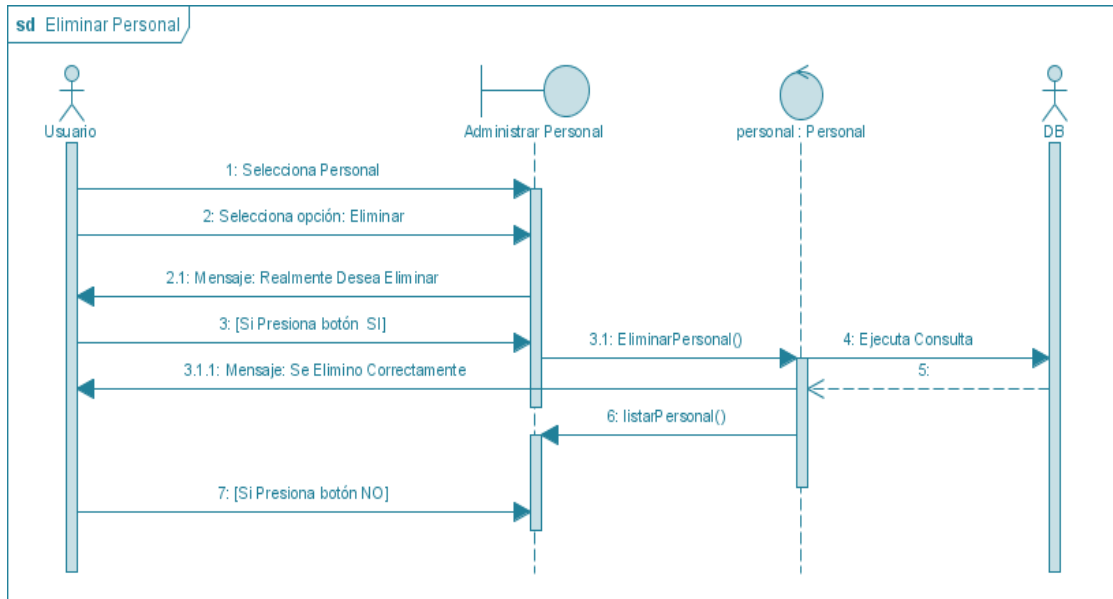 sd Eliminar Personal
Usuario
Administrar Personal
personal : Personal
DB
1: Selecciona Personal
2: Selecciona opción: Eliminar
2.1: Mensaje: Realmente Desea Eliminar
3: [Si Presiona botón SI]
3.1: EliminarPersonal()
4: Ejecuta Consulta
3.1.1: Mensaje: Se Elimino Correctamente
5:
6: listarPersonal()
7: [Si Presiona botón NO]